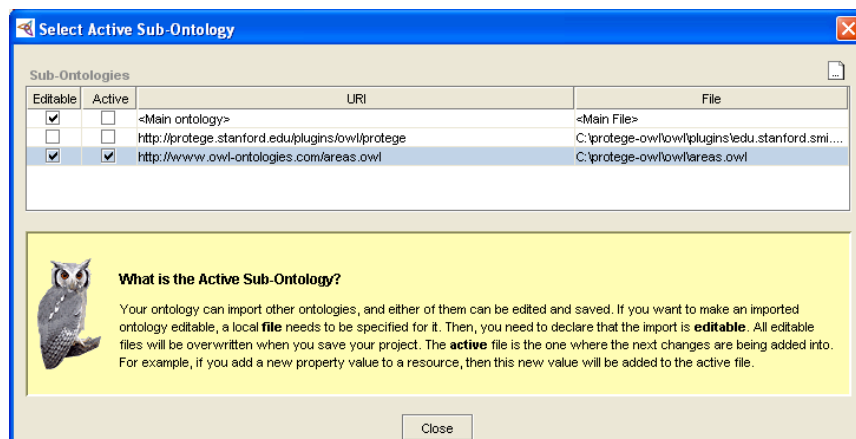 Select Active Sub-Ontology
Sub-Ontologies
Editable Active URI File
<Main ontology> <Main File>
http://protege.stanford.edu/plugins/owl/protege C:\protege-owl\owl\plugins\edu.stanford.smi....
http://www.owl-ontologies.com/areas.owl C:\protege-owl\owl\areas.owl
What is the Active Sub-Ontology?
Your ontology can import other ontologies, and either of them can be edited and saved. If you want to make an imported
ontology editable, a local file needs to be specified for it. Then, you need to declare that the import is editable. All editable
files will be overwritten when you save your project. The active file is the one where the next changes are being added into.
For example, if you add a new property value to a resource, then this new value will be added to the active file.
Close